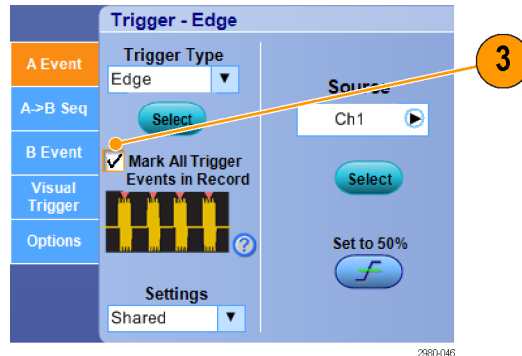 Trigger - Edge
A Event
A->B Seq
B Event
Visual
Trigger
Options
Trigger Type
Edge
Select
Mark All Trigger
Events in Record
?
Settings
Shared
Source
Ch1
Select
Set to 50%
3
2980-046